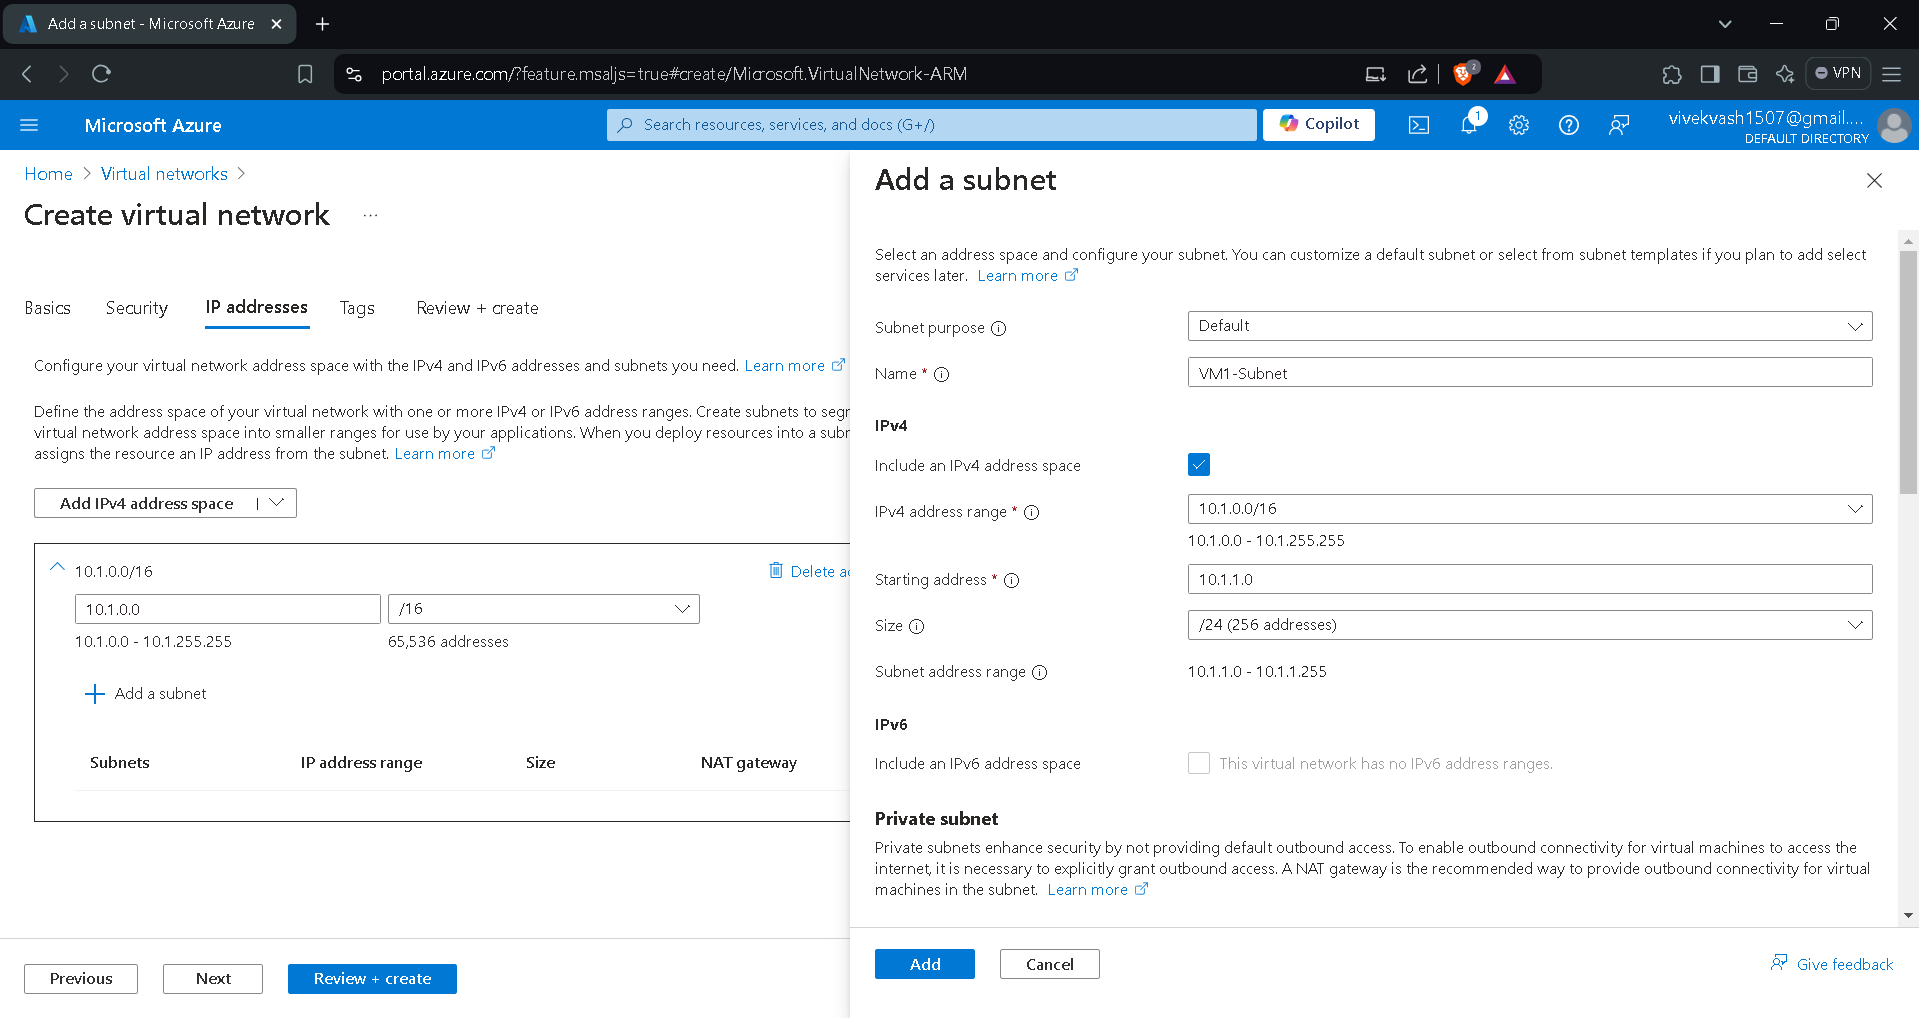 Add a subnet - Microsoft Azure
portal.azure.com/?feature.msaljs=true#create/Microsoft.VirtualNetwork-ARM
2
VPN
Microsoft Azure
Search resources, services, and docs (G+/)
Copilot
1
vivekvash1507@gmail....
DEFAULT DIRECTORY
Home > Virtual networks >
Create virtual network ...
Basics
Security
IP addresses
Tags
Review + create
Configure your virtual network address space with the IPv4 and IPv6 addresses and subnets you need. Learn more
Define the address space of your virtual network with one or more IPv4 or IPv6 address ranges. Create subnets to segr
virtual network address space into smaller ranges for use by your applications. When you deploy resources into a subr
assigns the resource an IP address from the subnet. Learn more
Add IPv4 address space |
10.1.0.0/16
Delete ac
10.1.0.0
/16
10.1.0.0 - 10.1.255.255
65,536 addresses
Add a subnet
Subnets
IP address range
Size
NAT gateway
Previous
Next
Review + create
Add a subnet
Select an address space and configure your subnet. You can customize a default subnet or select from subnet templates if you plan to add select
services later. Learn more
Subnet purpose
Default
Name *
VM1-Subnet
IPv4
Include an IPv4 address space
IPv4 address range *
10.1.0.0/16
10.1.0.0 - 10.1.255.255
Starting address *
10.1.1.0
Size
/24 (256 addresses)
Subnet address range
10.1.1.0 - 10.1.1.255
IPv6
Include an IPv6 address space
This virtual network has no IPv6 address ranges.
Private subnet
Private subnets enhance security by not providing default outbound access. To enable outbound connectivity for virtual machines to access the
internet, it is necessary to explicitly grant outbound access. A NAT gateway is the recommended way to provide outbound connectivity for virtual
machines in the subnet. Learn more
Add
Cancel
Give feedback